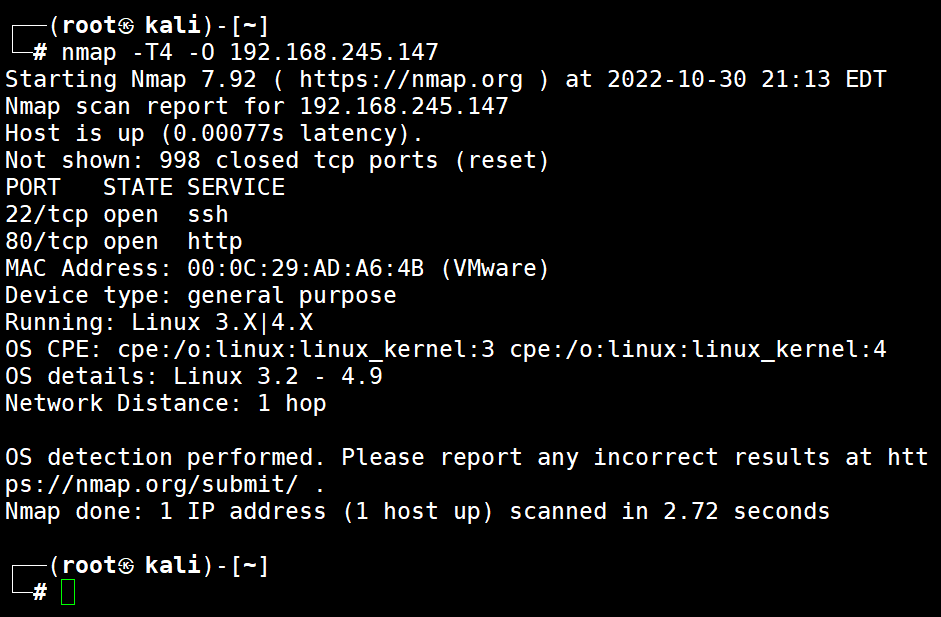 ┌──(root㉿ kali)-[~]
└─# nmap -T4 -O 192.168.245.147
Starting Nmap 7.92 ( https://nmap.org ) at 2022-10-30 21:13 EDT
Nmap scan report for 192.168.245.147
Host is up (0.00077s latency).
Not shown: 998 closed tcp ports (reset)
PORT   STATE SERVICE
22/tcp open  ssh
80/tcp open  http
MAC Address: 00:0C:29:AD:A6:4B (VMware)
Device type: general purpose
Running: Linux 3.X|4.X
OS CPE: cpe:/o:linux:linux_kernel:3 cpe:/o:linux:linux_kernel:4
OS details: Linux 3.2 - 4.9
Network Distance: 1 hop

OS detection performed. Please report any incorrect results at htt
ps://nmap.org/submit/ .
Nmap done: 1 IP address (1 host up) scanned in 2.72 seconds

┌──(root㉿ kali)-[~]
└─#